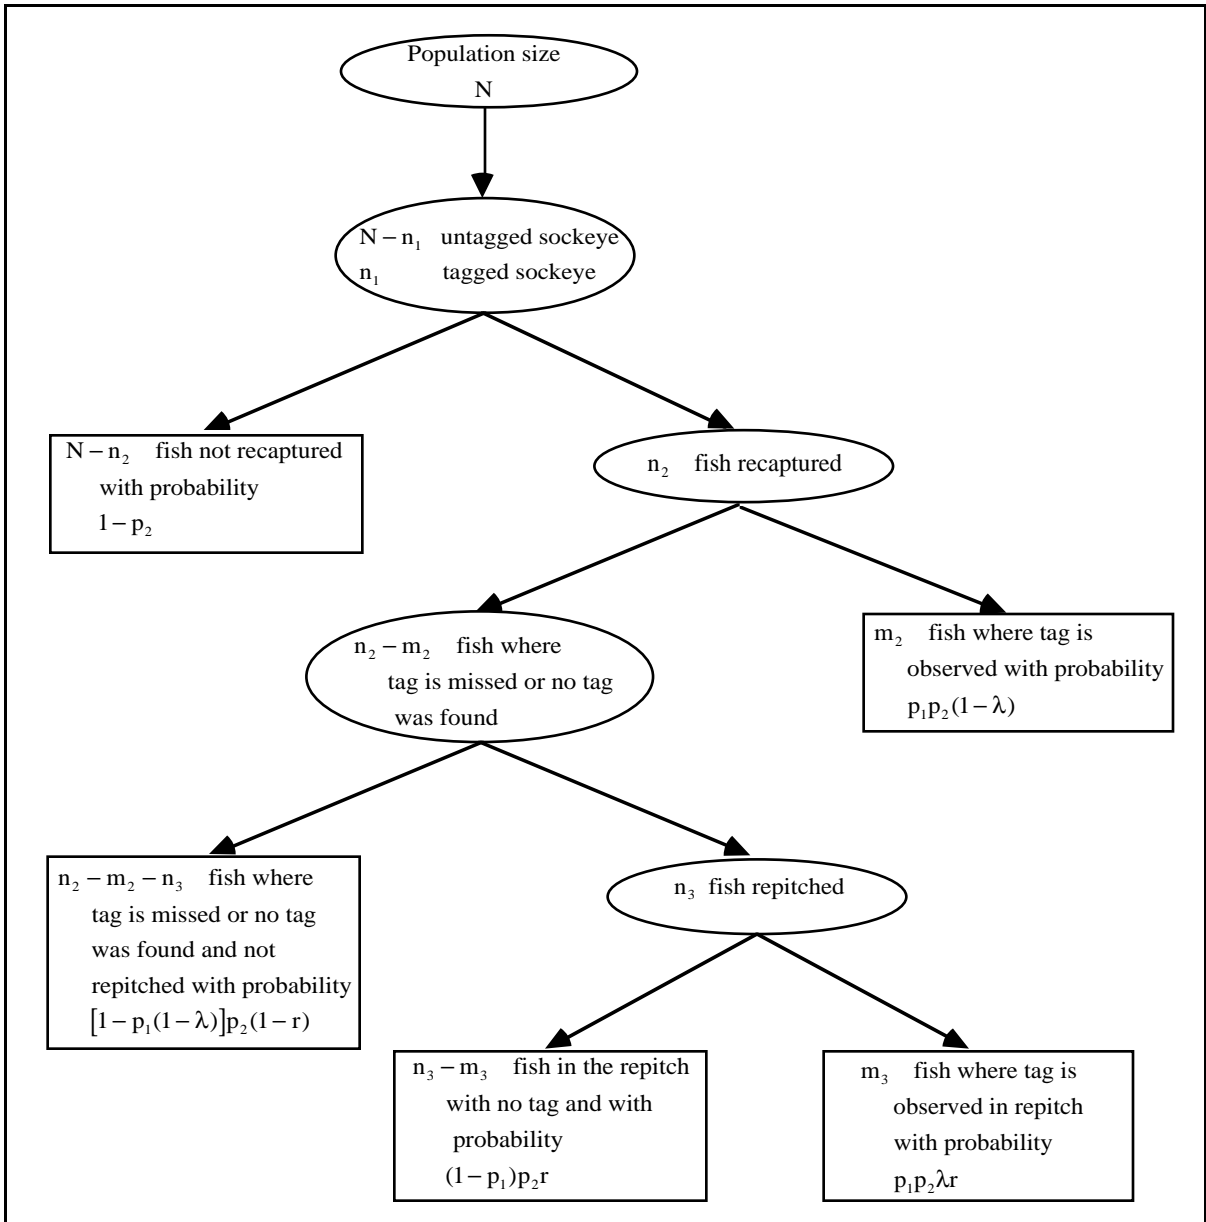 Population size
N
N − n₁ untagged sockeye
n₁ tagged sockeye
N − n₂ fish not recaptured
with probability
1 − p₂
n₂ fish recaptured
n₂ − m₂ fish where
tag is missed or no tag
was found
m₂ fish where tag is
observed with probability
p₁p₂(1 − λ)
n₂ − m₂ − n₃ fish where
tag is missed or no tag
was found and not
repitched with probability
[1 − p₁(1 − λ)]p₂(1 − r)
n₃ fish repitched
n₃ − m₃ fish in the repitch
with no tag and with
probability
(1 − p₁)p₂r
m₃ fish where tag is
observed in repitch
with probability
p₁p₂λr